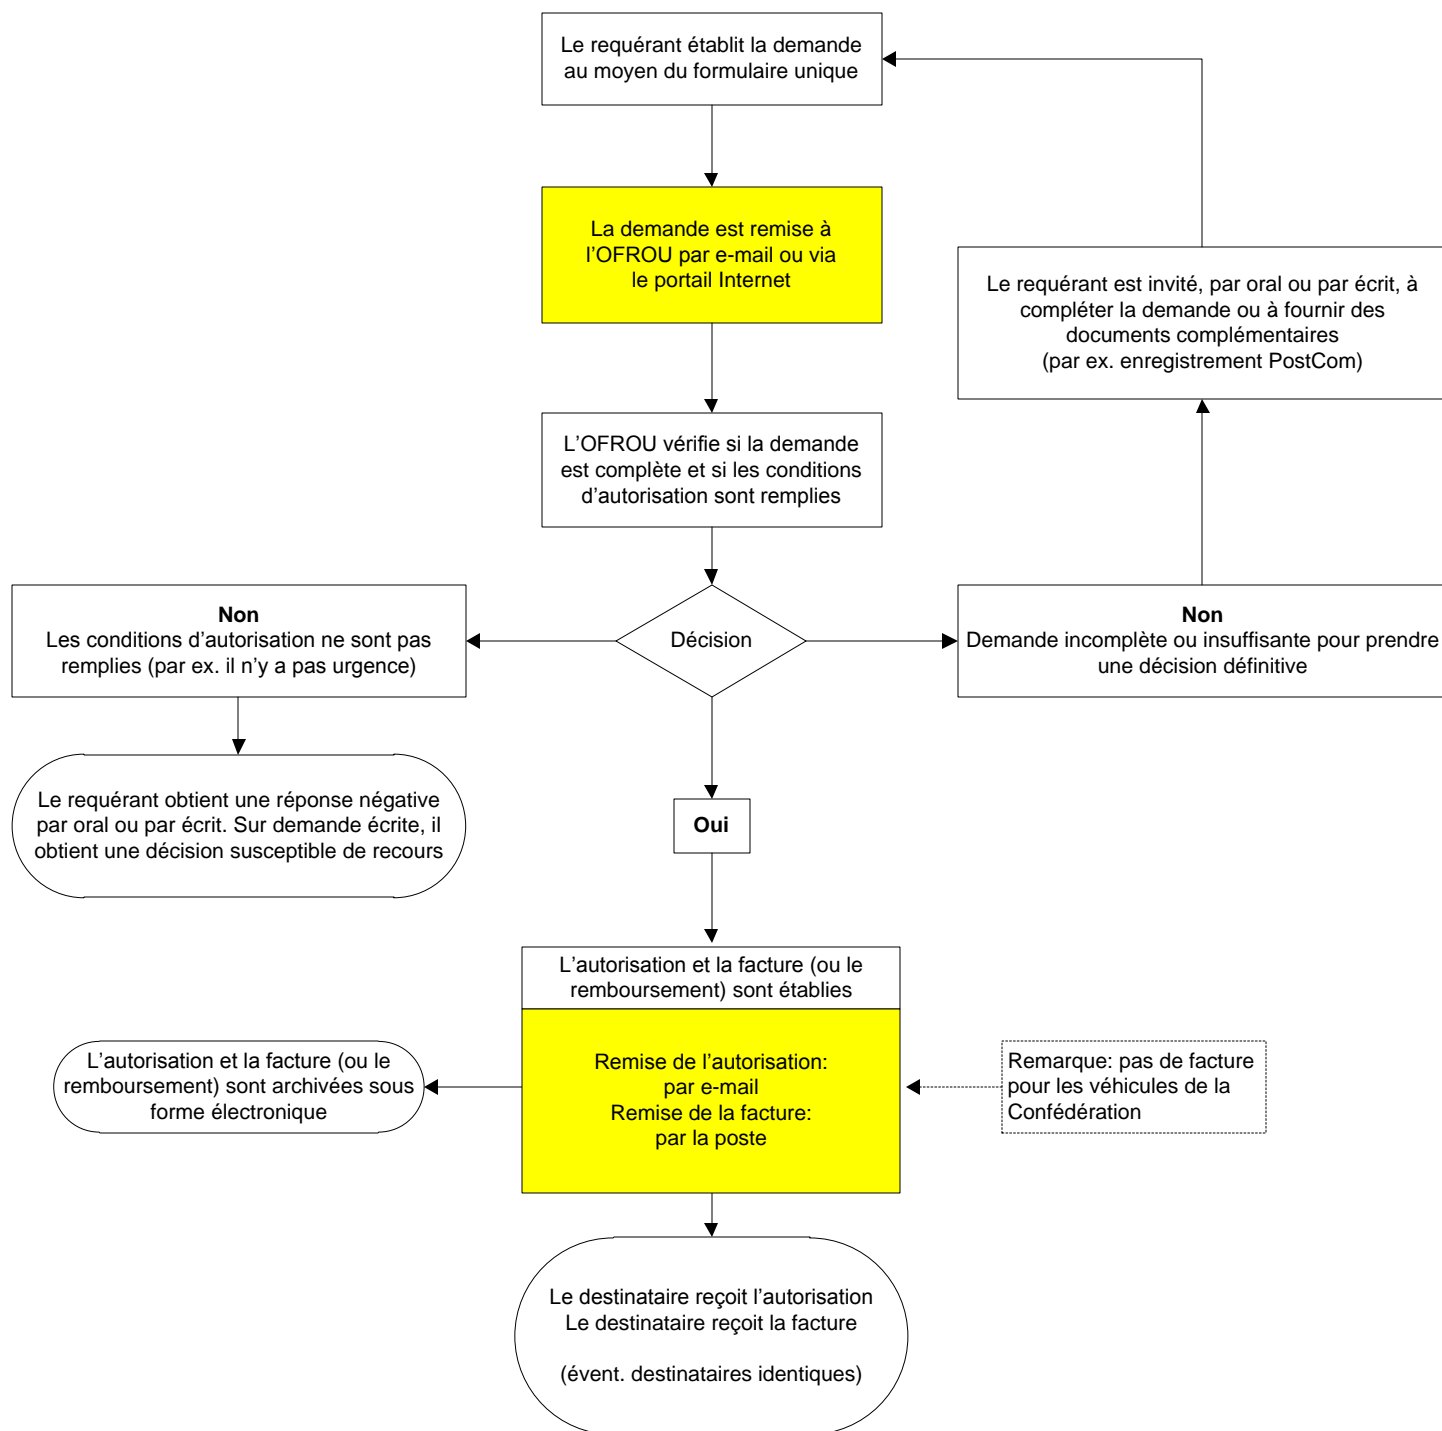 Le requérant établit la demande
au moyen du formulaire unique
La demande est remise à
l’OFROU par e-mail ou via
le portail Internet
Le requérant est invité, par oral ou par écrit, à
compléter la demande ou à fournir des
documents complémentaires
(par ex. enregistrement PostCom)
L’OFROU vérifie si la demande
est complète et si les conditions
d’autorisation sont remplies
Non
Les conditions d’autorisation ne sont pas
remplies (par ex. il n’y a pas urgence)
Décision
Non
Demande incomplète ou insuffisante pour prendre
une décision définitive
Le requérant obtient une réponse négative
par oral ou par écrit. Sur demande écrite, il
obtient une décision susceptible de recours
Oui
L’autorisation et la facture (ou le
remboursement) sont établies
L’autorisation et la facture (ou le
remboursement) sont archivées sous
forme électronique
Remise de l’autorisation:
par e-mail
Remise de la facture:
par la poste
Remarque: pas de facture
pour les véhicules de la
Confédération
Le destinataire reçoit l’autorisation
Le destinataire reçoit la facture
(évent. destinataires identiques)